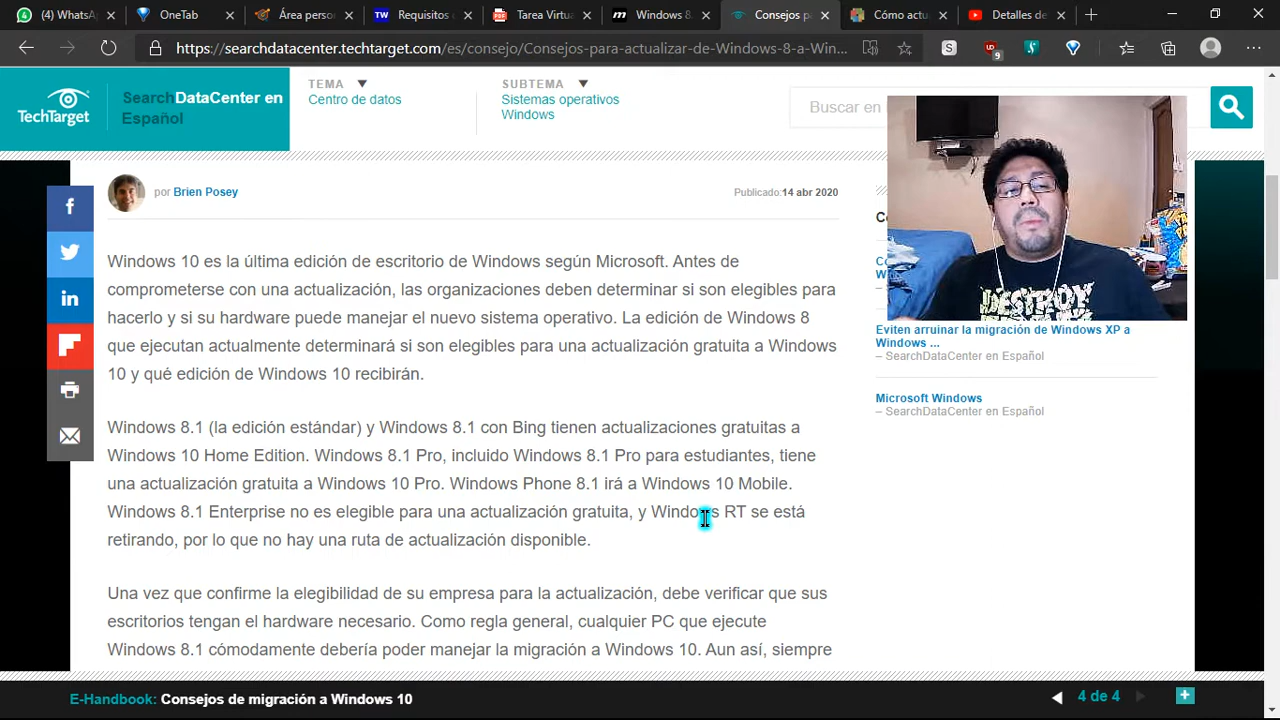 (4) WhatsA
OneTab
Área perso
Requisitos
Tarea Virtua
Windows 8
Consejos p
Cómo actu
Detalles de
https://searchdatacenter.techtarget.com/es/consejo/Consejos-para-actualizar-de-Windows-8-a-Win...
TechTarget
SearchDataCenter en Español
TEMA
Centro de datos
SUBTEMA
Sistemas operativos
Windows
Buscar en
por Brien Posey
Publicado:14 abr 2020
Windows 10 es la última edición de escritorio de Windows según Microsoft. Antes de
comprometerse con una actualización, las organizaciones deben determinar si son elegibles para
hacerlo y si su hardware puede manejar el nuevo sistema operativo. La edición de Windows 8
que ejecutan actualmente determinará si son elegibles para una actualización gratuita a Windows
10 y qué edición de Windows 10 recibirán.
Windows 8.1 (la edición estándar) y Windows 8.1 con Bing tienen actualizaciones gratuitas a
Windows 10 Home Edition. Windows 8.1 Pro, incluido Windows 8.1 Pro para estudiantes, tiene
una actualización gratuita a Windows 10 Pro. Windows Phone 8.1 irá a Windows 10 Mobile.
Windows 8.1 Enterprise no es elegible para una actualización gratuita, y Windows RT se está
retirando, por lo que no hay una ruta de actualización disponible.
Una vez que confirme la elegibilidad de su empresa para la actualización, debe verificar que sus
escritorios tengan el hardware necesario. Como regla general, cualquier PC que ejecute
Windows 8.1 cómodamente debería poder manejar la migración a Windows 10. Aun así, siempre
DESTROY
Eviten arruinar la migración de Windows XP a
Windows ...
– SearchDataCenter en Español
Microsoft Windows
– SearchDataCenter en Español
E-Handbook: Consejos de migración a Windows 10
4 de 4